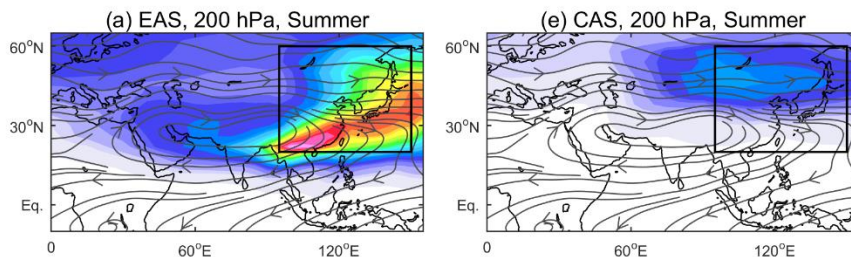 (a) EAS, 200 hPa, Summer
60°N
30°N
Eq.
0
60°E
120°E
(e) CAS, 200 hPa, Summer
60°N
30°N
Eq.
0
60°E
120°E